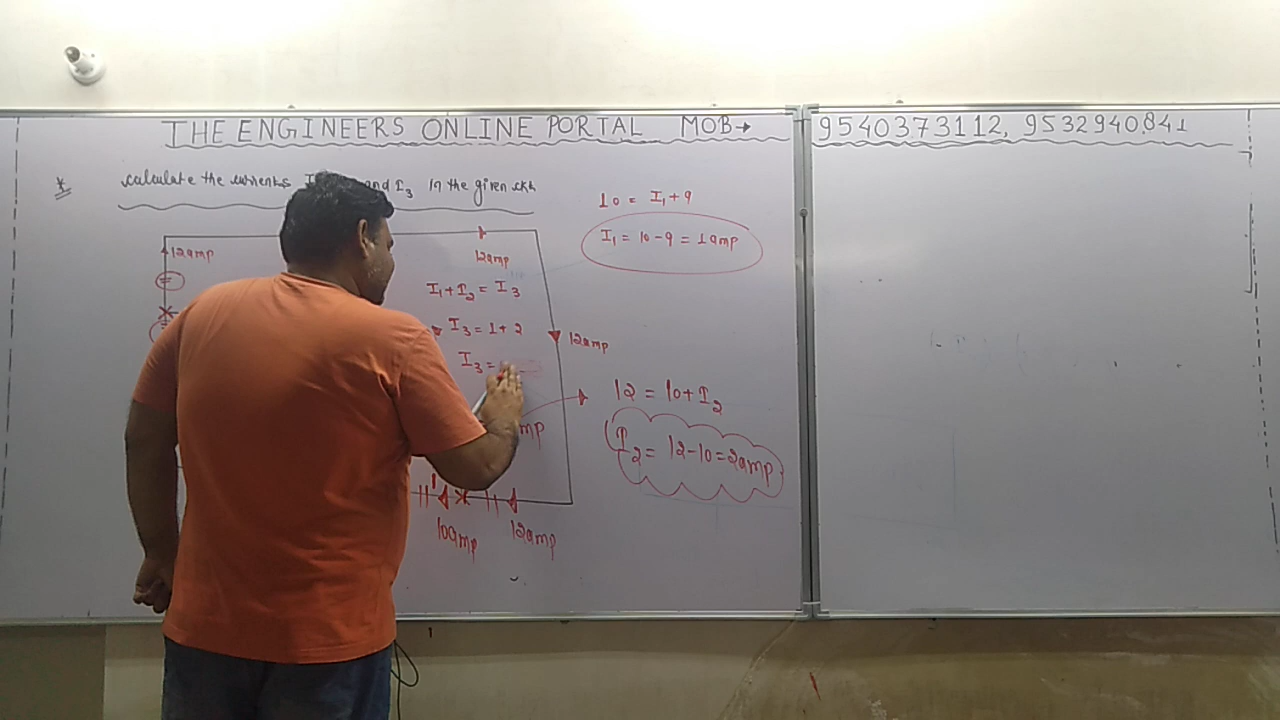 THE ENGINEERS ONLINE PORTAL MOB→ 9540373112, 9532940841
* calculate the currents I and I3 in the given ckt
10 = I1 + 9
I1 = 10 - 9 = 1amp
12amp
12amp
I1 + I2 = I3
I3 = 1 + 2
I3 =
12amp
12 = 10 + I2
I2 = 12 - 10 = 2amp
mp
10amp
12amp